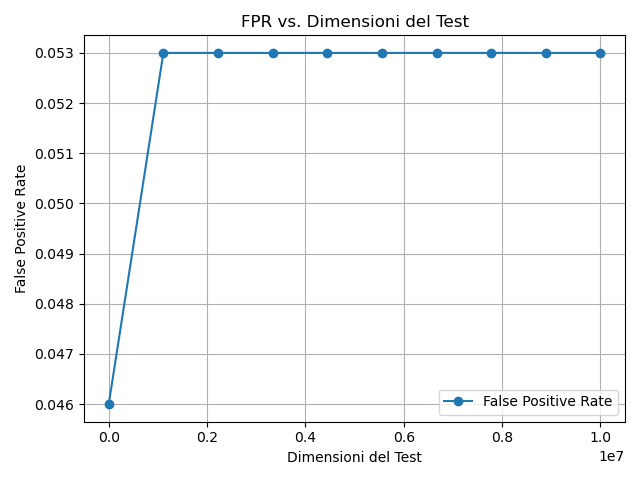 FPR vs. Dimensioni del Test
0.053
0.052
0.051
0.050
0.049
0.048
0.047
0.046
False Positive Rate
False Positive Rate
0.0 0.2 0.4 0.6 0.8 1.0
1e7
Dimensioni del Test